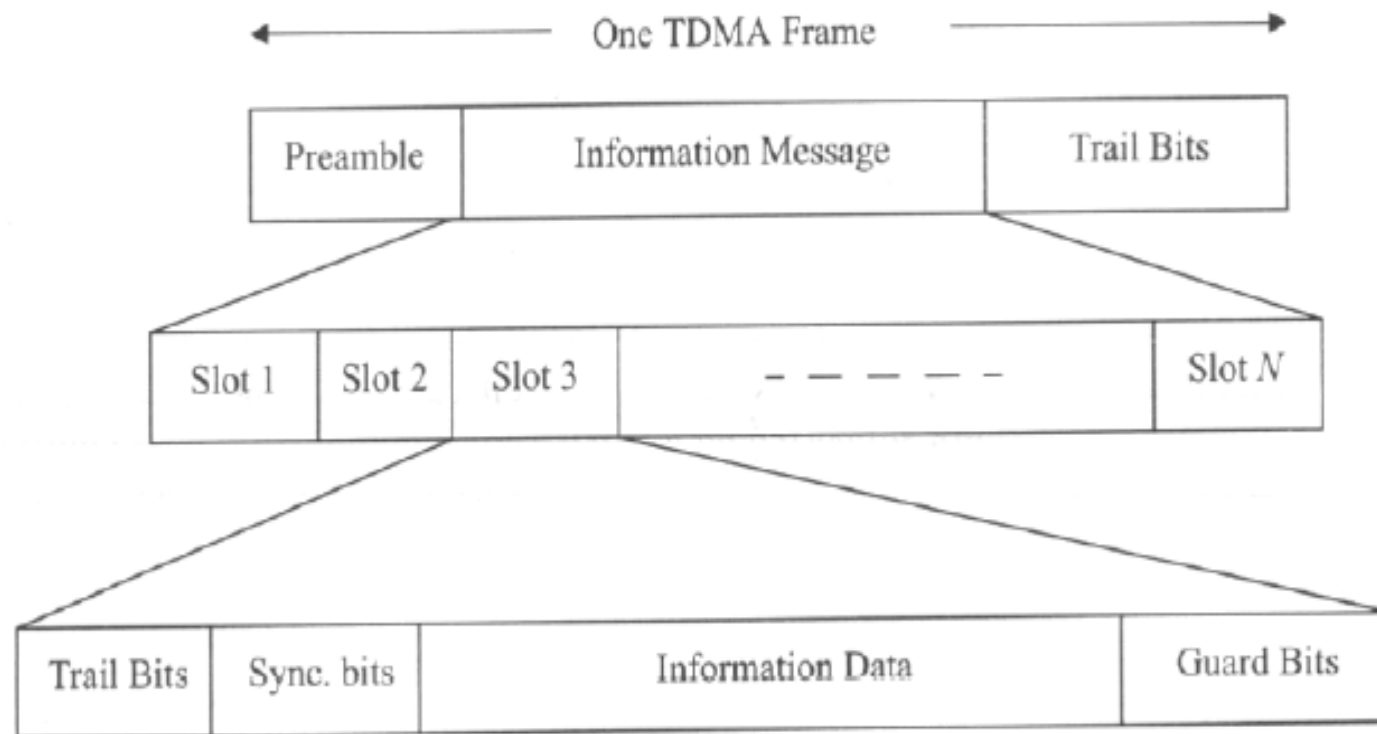 One TDMA Frame
Preamble Information Message Trail Bits
Slot 1 Slot 2 Slot 3 Slot N
Trail Bits Sync. bits Information Data Guard Bits